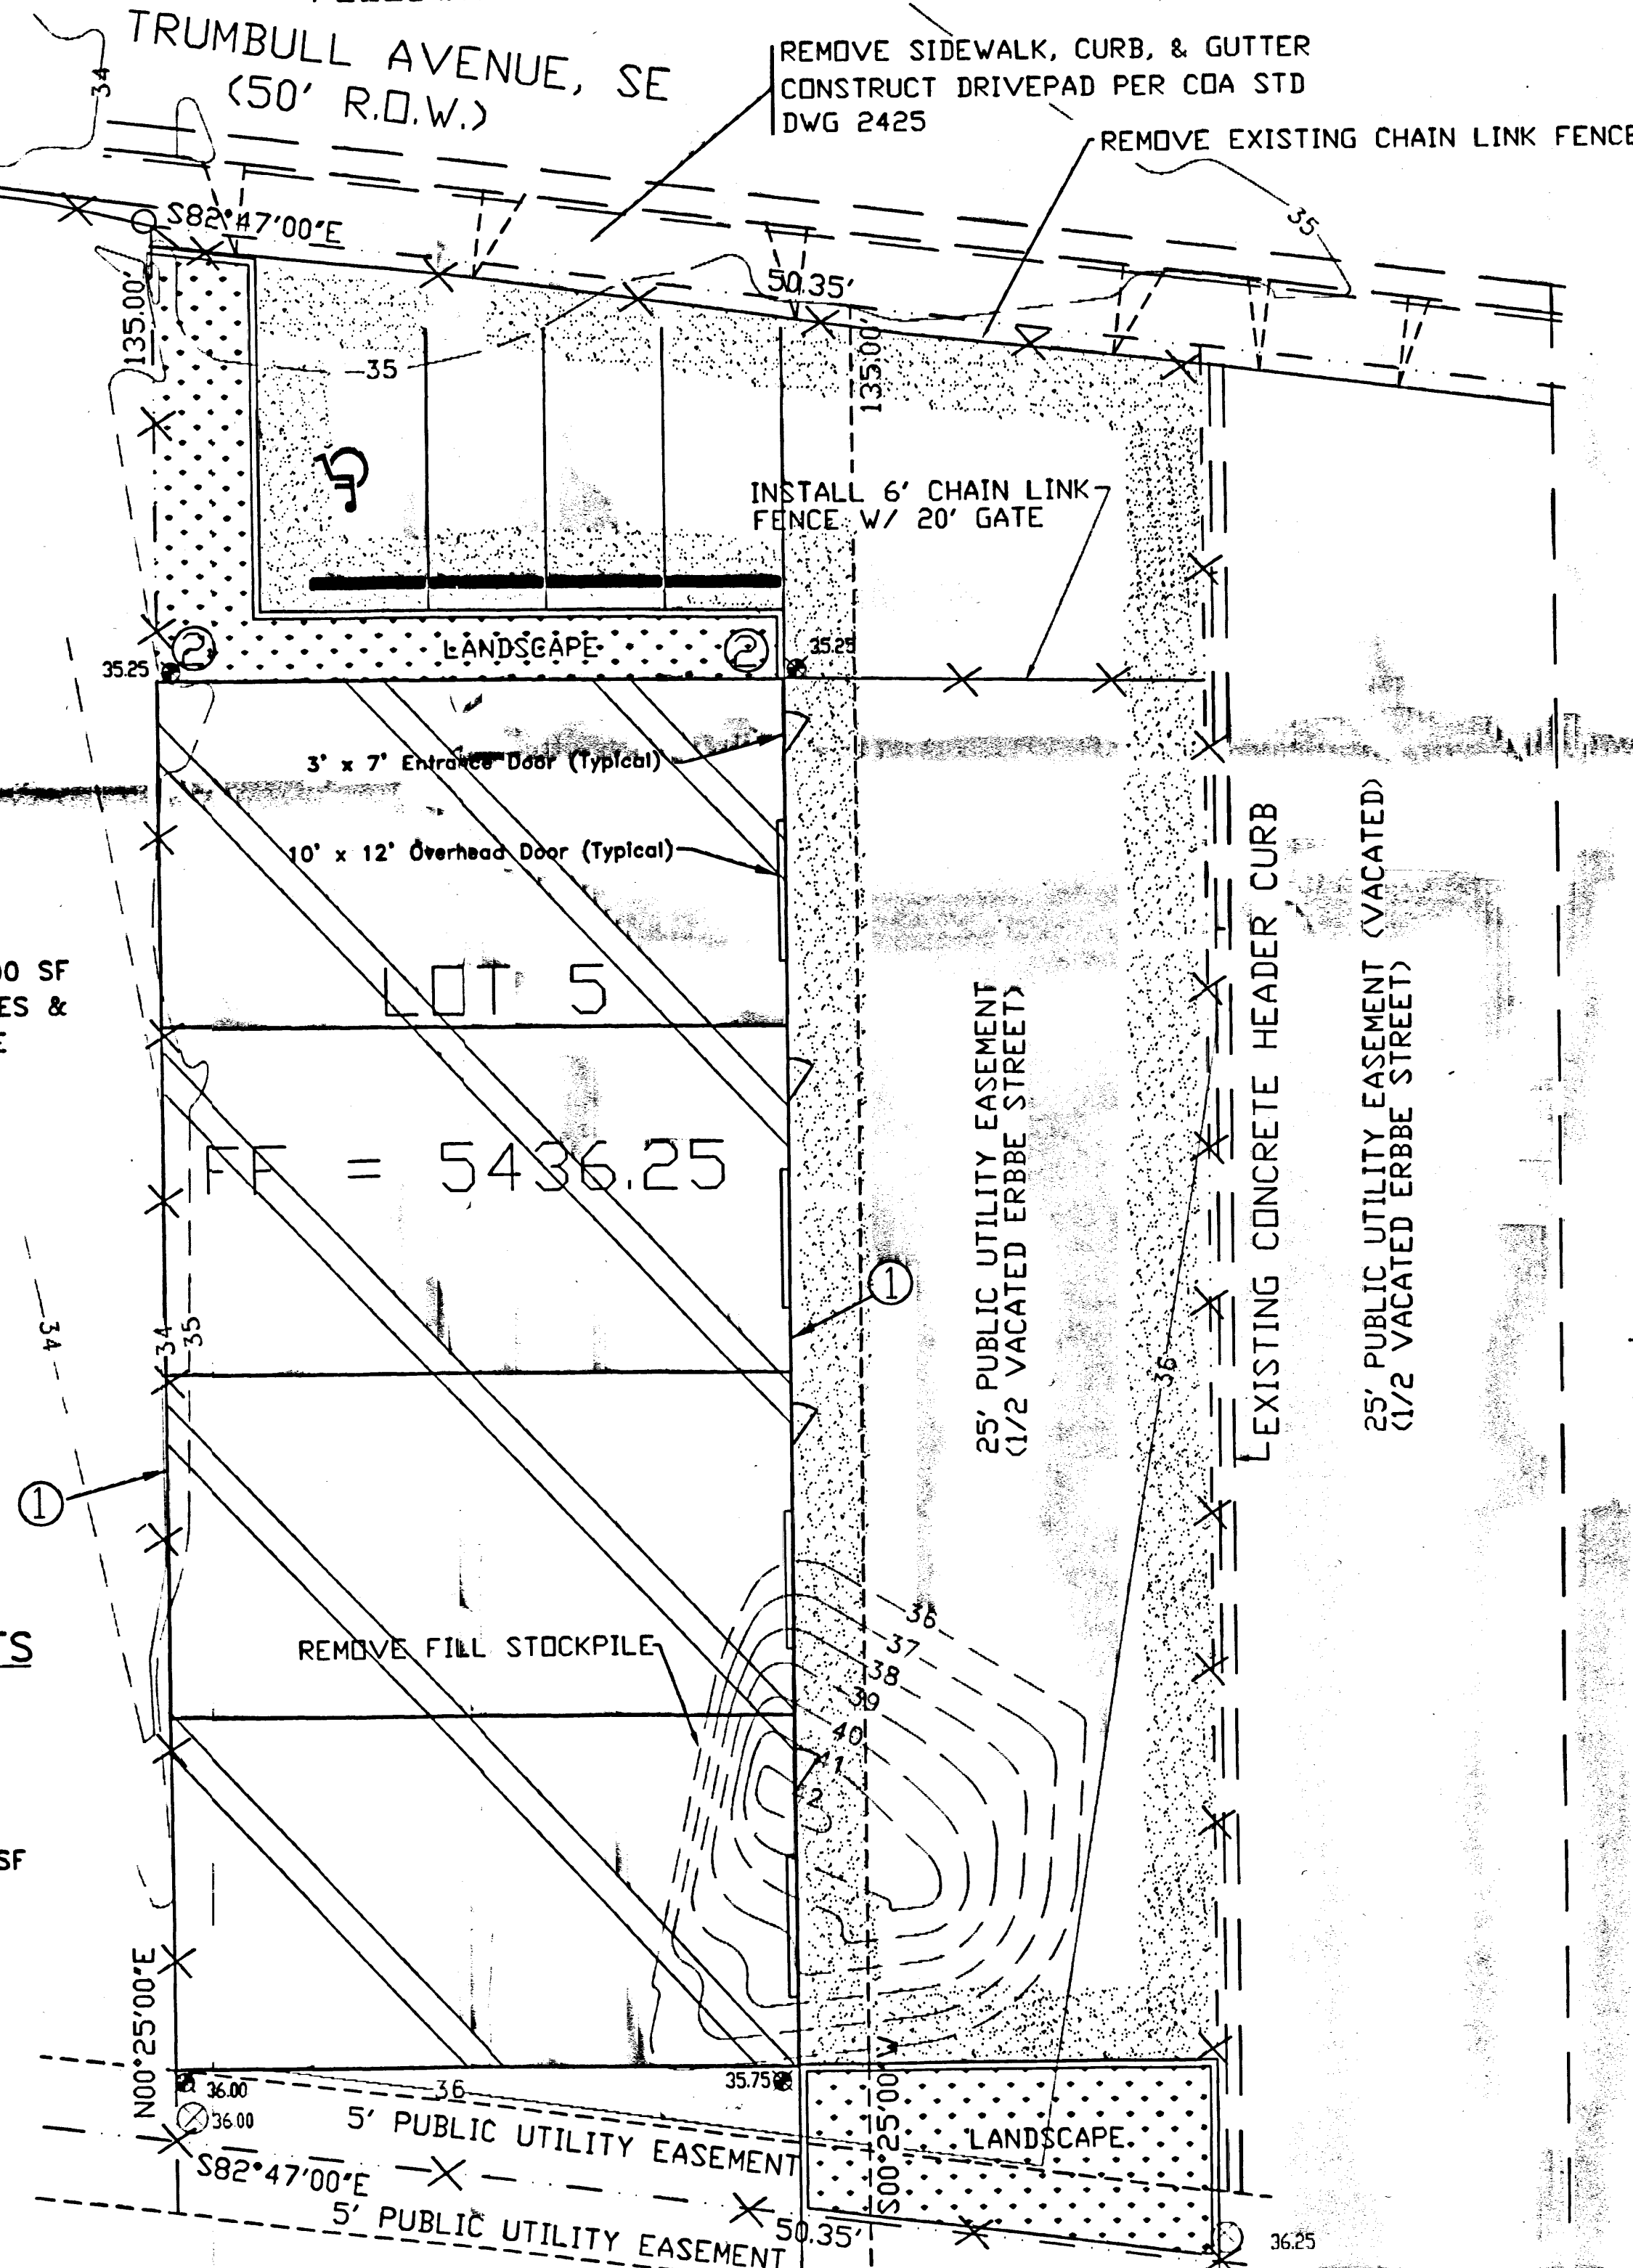 TRUMBULL AVENUE, SE
(50' R.O.W.)
REMOVE SIDEWALK, CURB, & GUTTER
CONSTRUCT DRIVEPAD PER COA STD
DWG 2425
REMOVE EXISTING CHAIN LINK FENCE
34
35
S82°47'00"E
50.35'
135.00'
135.00'
35
INSTALL 6' CHAIN LINK
FENCE W/ 20' GATE
LANDSCAPE
2
2
35.25
35.25
3' x 7' Entrance Door (Typical)
10' x 12' Overhead Door (Typical)
00 SF
ES &
LOT 5
FF = 5436.25
25' PUBLIC UTILITY EASEMENT
(1/2 VACATED ERBBE STREET)
EXISTING CONCRETE HEADER CURB
25' PUBLIC UTILITY EASEMENT (VACATED)
(1/2 VACATED ERBBE STREET)
1
34
34
35
36
1
TS
REMOVE FILL STOCKPILE
36
37
38
39
40
41
2
SF
N00°25'00"E
S00°25'00"W
36.00
36
35.75
36.00
5' PUBLIC UTILITY EASEMENT
LANDSCAPE
S82°47'00"E
5' PUBLIC UTILITY EASEMENT
50.35'
36.25